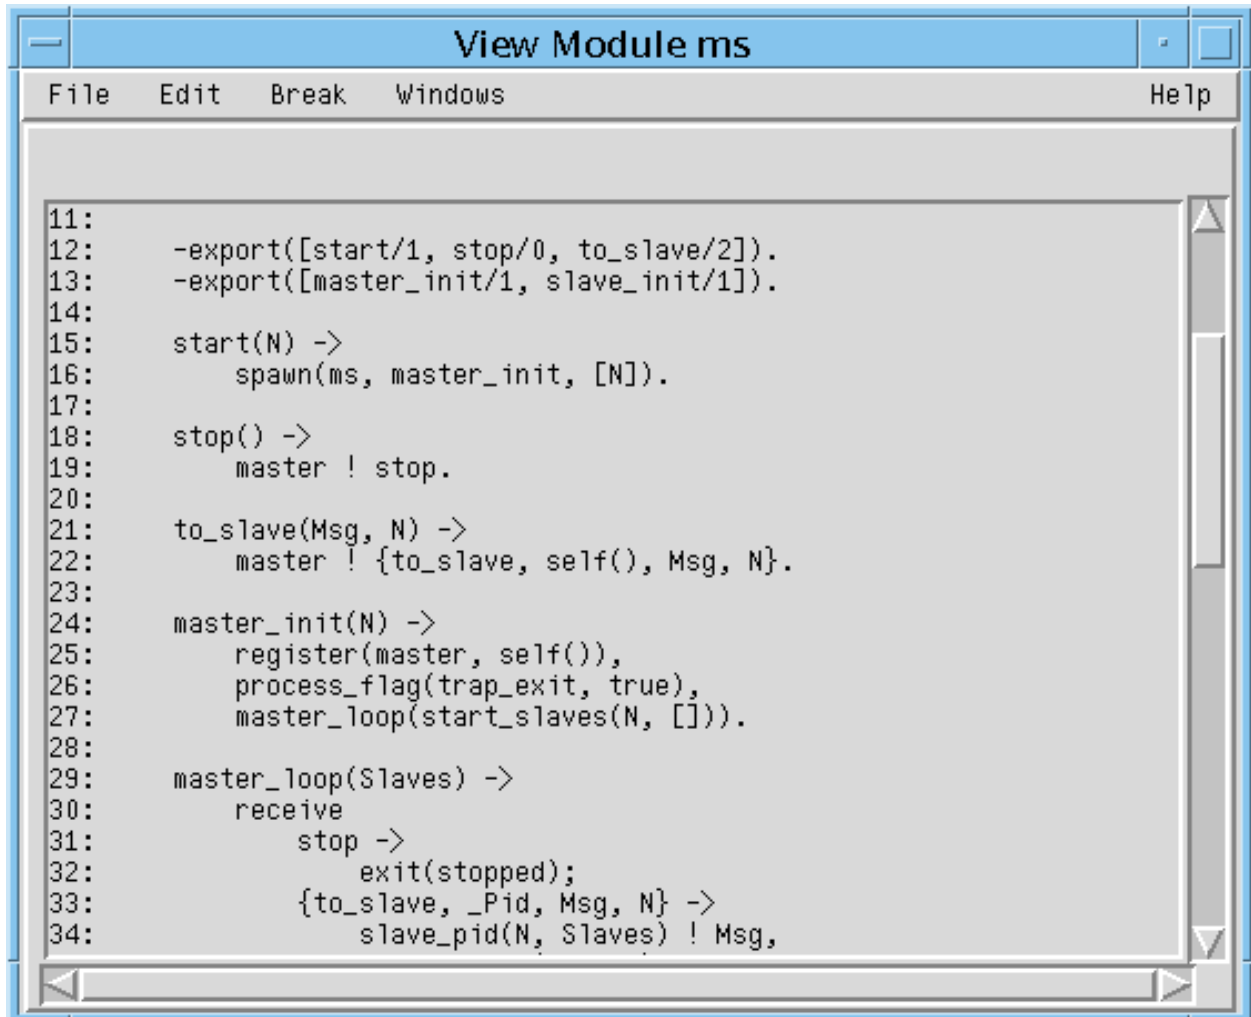 View Module ms
File Edit Break Windows Help
11:
12:     -export([start/1, stop/0, to_slave/2]).
13:     -export([master_init/1, slave_init/1]).
14:
15:     start(N) ->
16:         spawn(ms, master_init, [N]).
17:
18:     stop() ->
19:         master ! stop.
20:
21:     to_slave(Msg, N) ->
22:         master ! {to_slave, self(), Msg, N}.
23:
24:     master_init(N) ->
25:         register(master, self()),
26:         process_flag(trap_exit, true),
27:         master_loop(start_slaves(N, [])).
28:
29:     master_loop(Slaves) ->
30:         receive
31:             stop ->
32:                 exit(stopped);
33:             {to_slave, _Pid, Msg, N} ->
34:                 slave_pid(N, Slaves) ! Msg,